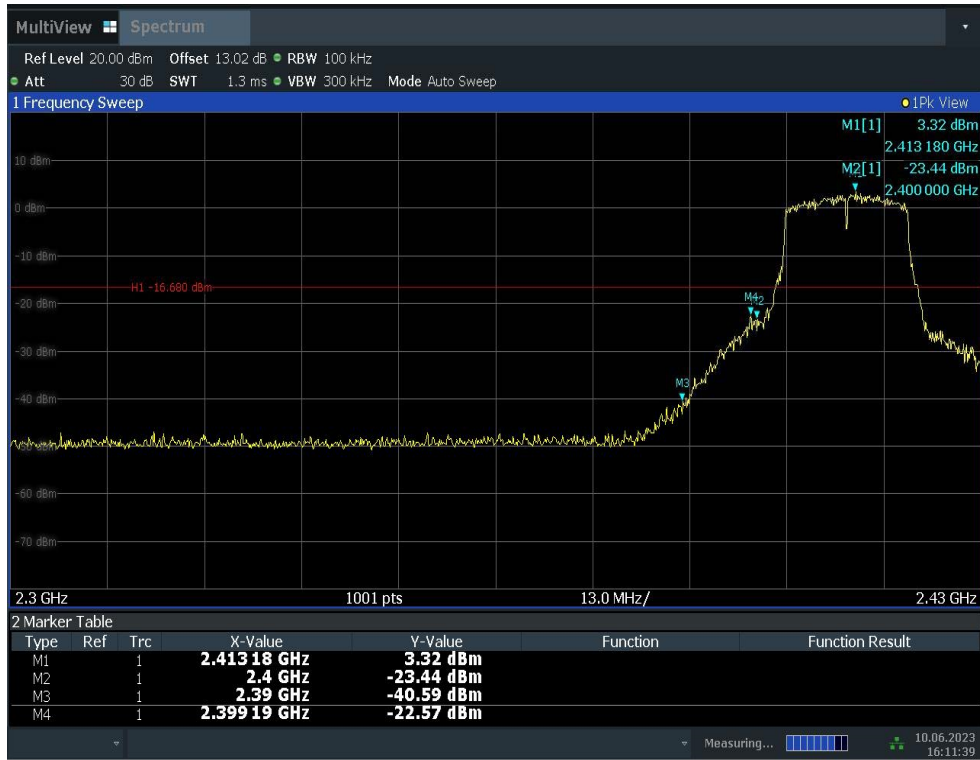 MultiView Spectrum
Ref Level 20.00 dBm Offset 13.02 dB RBW 100 kHz
Att 30 dB SWT 1.3 ms VBW 300 kHz Mode Auto Sweep
1 Frequency Sweep 1Pk View
M1[1] 3.32 dBm
2.413 180 GHz
10 dBm
M2[1] -23.44 dBm
2.400 000 GHz
0 dBm
-10 dBm
H1 -16.680 dBm
M4
-20 dBm
-30 dBm
M3
-40 dBm
-60 dBm
-70 dBm
2.3 GHz 1001 pts 13.0 MHz/ 2.43 GHz
2 Marker Table
Type Ref Trc X-Value Y-Value Function Function Result
M1 1 2.413 18 GHz 3.32 dBm
M2 1 2.4 GHz -23.44 dBm
M3 1 2.39 GHz -40.59 dBm
M4 1 2.399 19 GHz -22.57 dBm
Measuring... 10.06.2023
16:11:39